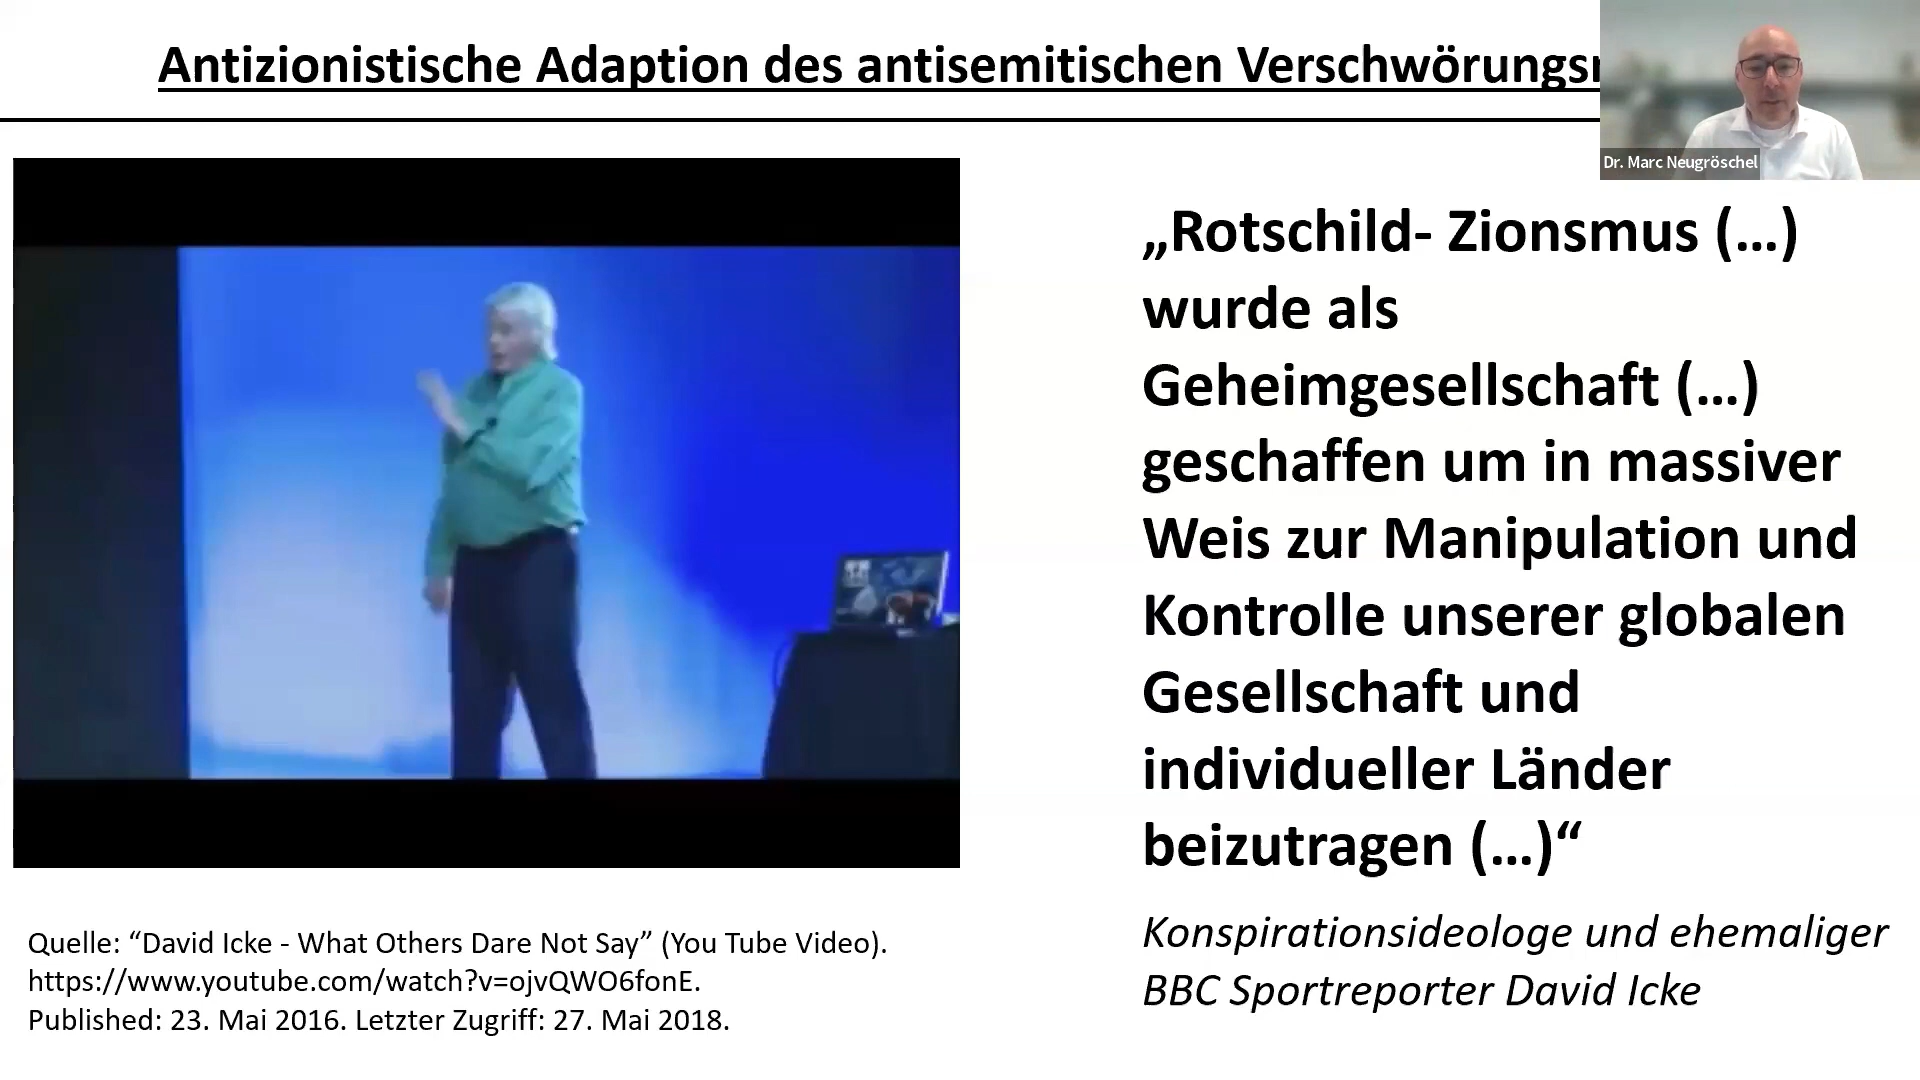 Antizionistische Adaption des antisemitischen Verschwörungs
Dr. Marc Neugröschel
„Rotschild- Zionsmus (...)
wurde als
Geheimgesellschaft (...)
geschaffen um in massiver
Weis zur Manipulation und
Kontrolle unserer globalen
Gesellschaft und
individueller Länder
beizutragen (...)“
Konspirationsideologe und ehemaliger
BBC Sportreporter David Icke
Quelle: “David Icke - What Others Dare Not Say” (You Tube Video).
https://www.youtube.com/watch?v=ojvQWO6fonE.
Published: 23. Mai 2016. Letzter Zugriff: 27. Mai 2018.